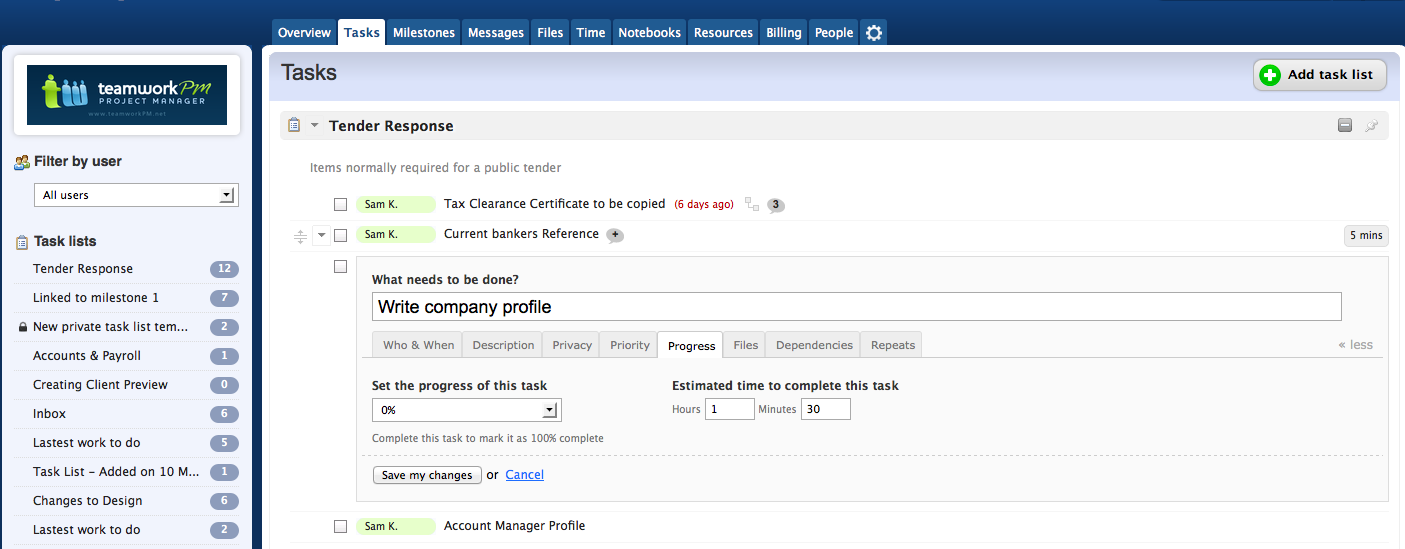 Overview Tasks Milestones Messages Files Time Notebooks Resources Billing People
teamworkPm
PROJECT MANAGER
www.teamworkPM.net
Filter by user
All users
Task lists
Tender Response 12
Linked to milestone 1 7
New private task list tem... 2
Accounts & Payroll 1
Creating Client Preview 0
Inbox 6
Lastest work to do 5
Task List - Added on 10 M... 1
Changes to Design 6
Lastest work to do 2
Tasks
Add task list
Tender Response
Items normally required for a public tender
Sam K. Tax Clearance Certificate to be copied (6 days ago) 3
Sam K. Current bankers Reference + 5 mins
What needs to be done?
Write company profile
Who & When Description Privacy Priority Progress Files Dependencies Repeats « less
Set the progress of this task Estimated time to complete this task
0% Hours 1 Minutes 30
Complete this task to mark it as 100% complete
Save my changes or Cancel
Sam K. Account Manager Profile